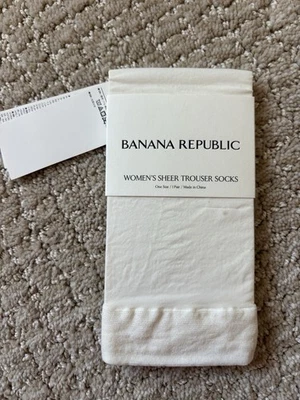 BANANA REPUBLIC
WOMEN'S SHEER TROUSER SOCKS
One Size / 1 Pair / Made in China